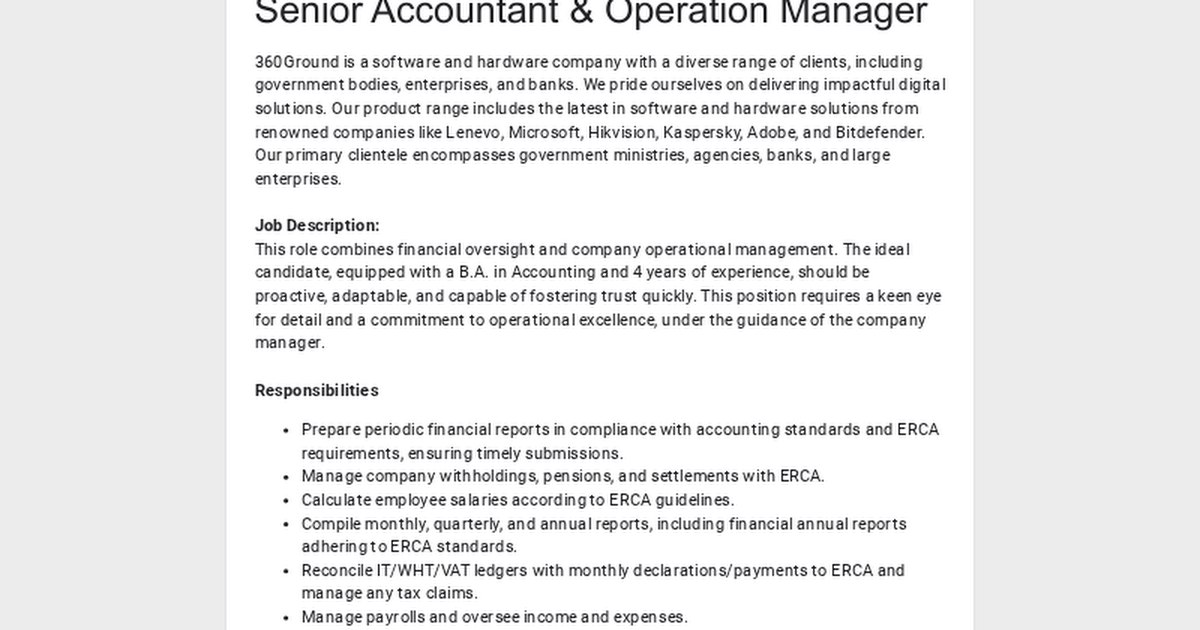 Senior Accountant & Operation Manager
360Ground is a software and hardware company with a diverse range of clients, including
government bodies, enterprises, and banks. We pride ourselves on delivering impactful digital
solutions. Our product range includes the latest in software and hardware solutions from
renowned companies like Lenevo, Microsoft, Hikvision, Kaspersky, Adobe, and Bitdefender.
Our primary clientele encompasses government ministries, agencies, banks, and large
enterprises.
Job Description:
This role combines financial oversight and company operational management. The ideal
candidate, equipped with a B.A. in Accounting and 4 years of experience, should be
proactive, adaptable, and capable of fostering trust quickly. This position requires a keen eye
for detail and a commitment to operational excellence, under the guidance of the company
manager.
Responsibilities
• Prepare periodic financial reports in compliance with accounting standards and ERCA
requirements, ensuring timely submissions.
• Manage company withholdings, pensions, and settlements with ERCA.
• Calculate employee salaries according to ERCA guidelines.
• Compile monthly, quarterly, and annual reports, including financial annual reports
adhering to ERCA standards.
• Reconcile IT/WHT/VAT ledgers with monthly declarations/payments to ERCA and
manage any tax claims.
• Manage payrolls and oversee income and expenses.